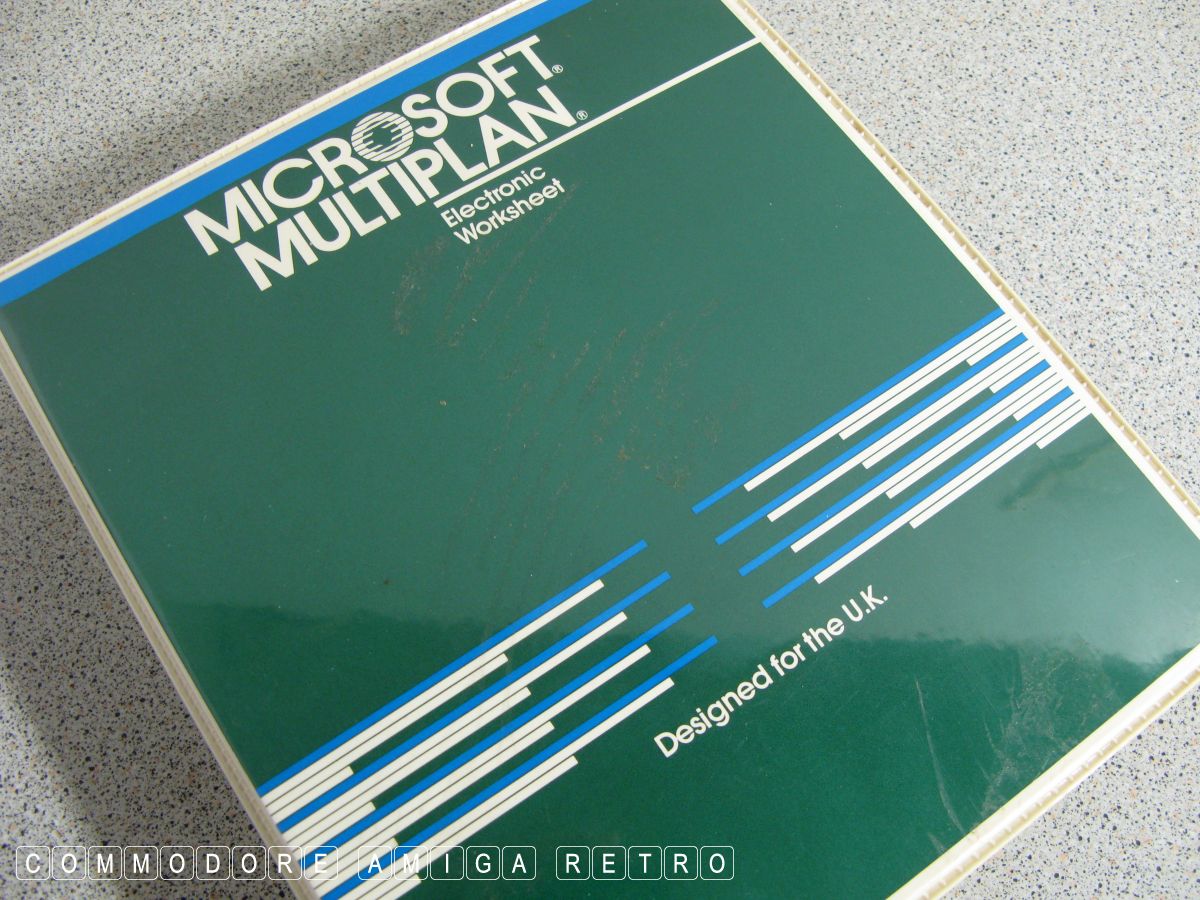 MICROSOFT®
MULTIPLAN®
Electronic
Worksheet
Designed for the U.K.
COMMODORE AMIGA RETRO